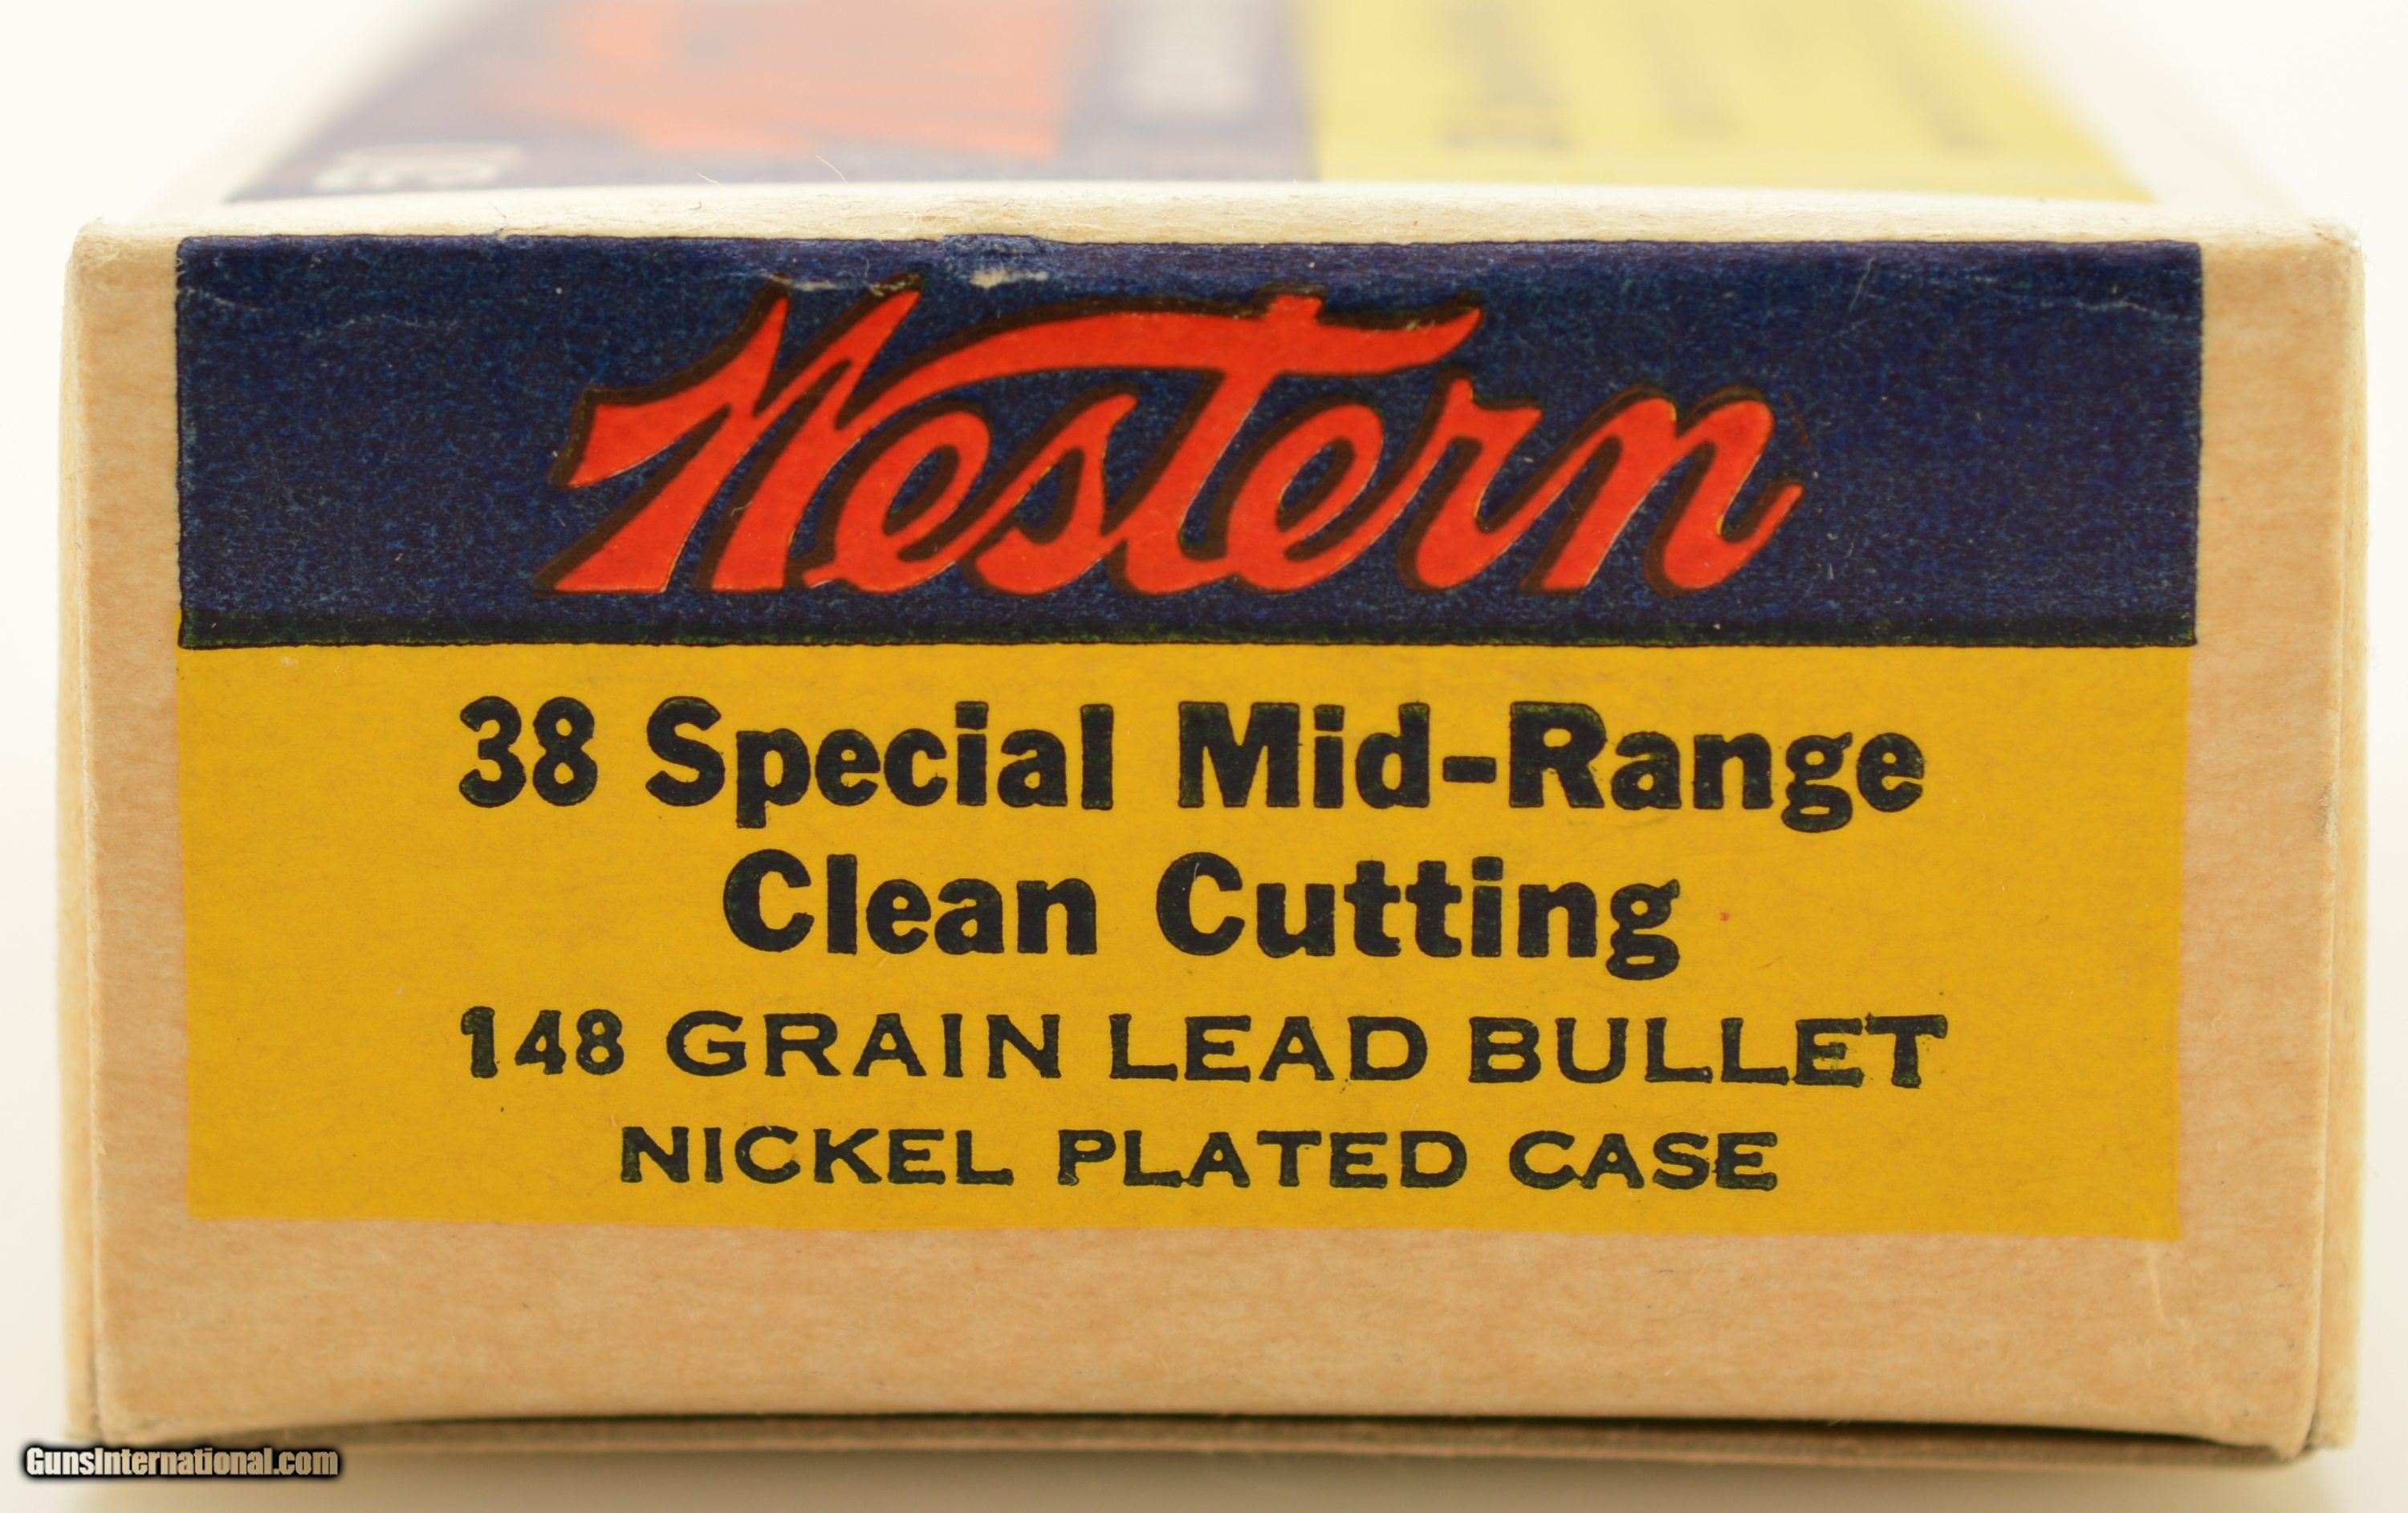 Western
38 Special Mid-Range
Clean Cutting
148 GRAIN LEAD BULLET
NICKEL PLATED CASE
GunsInternational.com